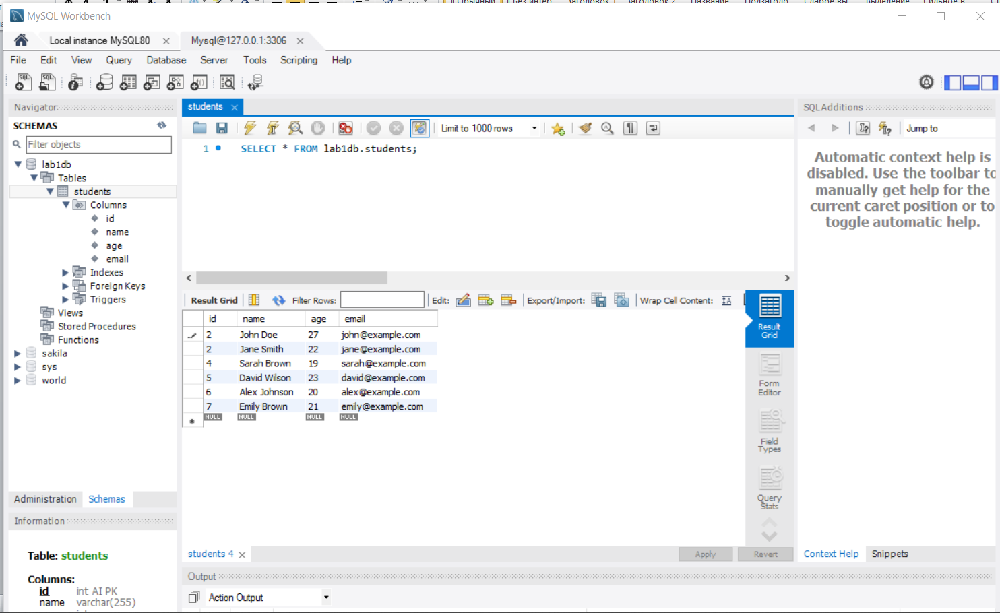 MySQL Workbench
Local instance MySQL80
Mysql@127.0.0.1:3306
File Edit View Query Database Server Tools Scripting Help
Navigator
SCHEMAS
Filter objects
lab1db
Tables
students
Columns
id
name
age
email
Indexes
Foreign Keys
Triggers
Views
Stored Procedures
Functions
sakila
sys
world
Administration Schemas
Information
Table: students
Columns:
id int AI PK
name varchar(255)
students
Limit to 1000 rows
1 SELECT * FROM lab1db.students;
Result Grid Filter Rows: Edit: Export/Import: Wrap Cell Content:
id name age email
2 John Doe 27 john@example.com
2 Jane Smith 22 jane@example.com
4 Sarah Brown 19 sarah@example.com
5 David Wilson 23 david@example.com
6 Alex Johnson 20 alex@example.com
7 Emily Brown 21 emily@example.com
NULL NULL NULL NULL
Result
Grid
Form
Editor
Field
Types
Query
Stats
students 4
Apply Revert
Output
Action Output
SQLAdditions
Jump to
Automatic context help is
disabled. Use the toolbar to
manually get help for the
current caret position or to
toggle automatic help.
Context Help Snippets